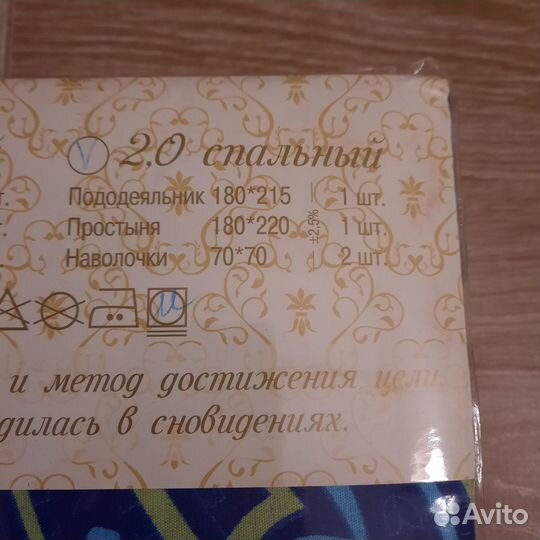 V 2.0 спальный
т. Пододеяльник 180*215 1 шт.
т. Простыня 180*220 ±2,5% 1 шт.
Наволочки 70*70 2 шт.
и метод достижения цели
дилась в сновидениях.
Avito